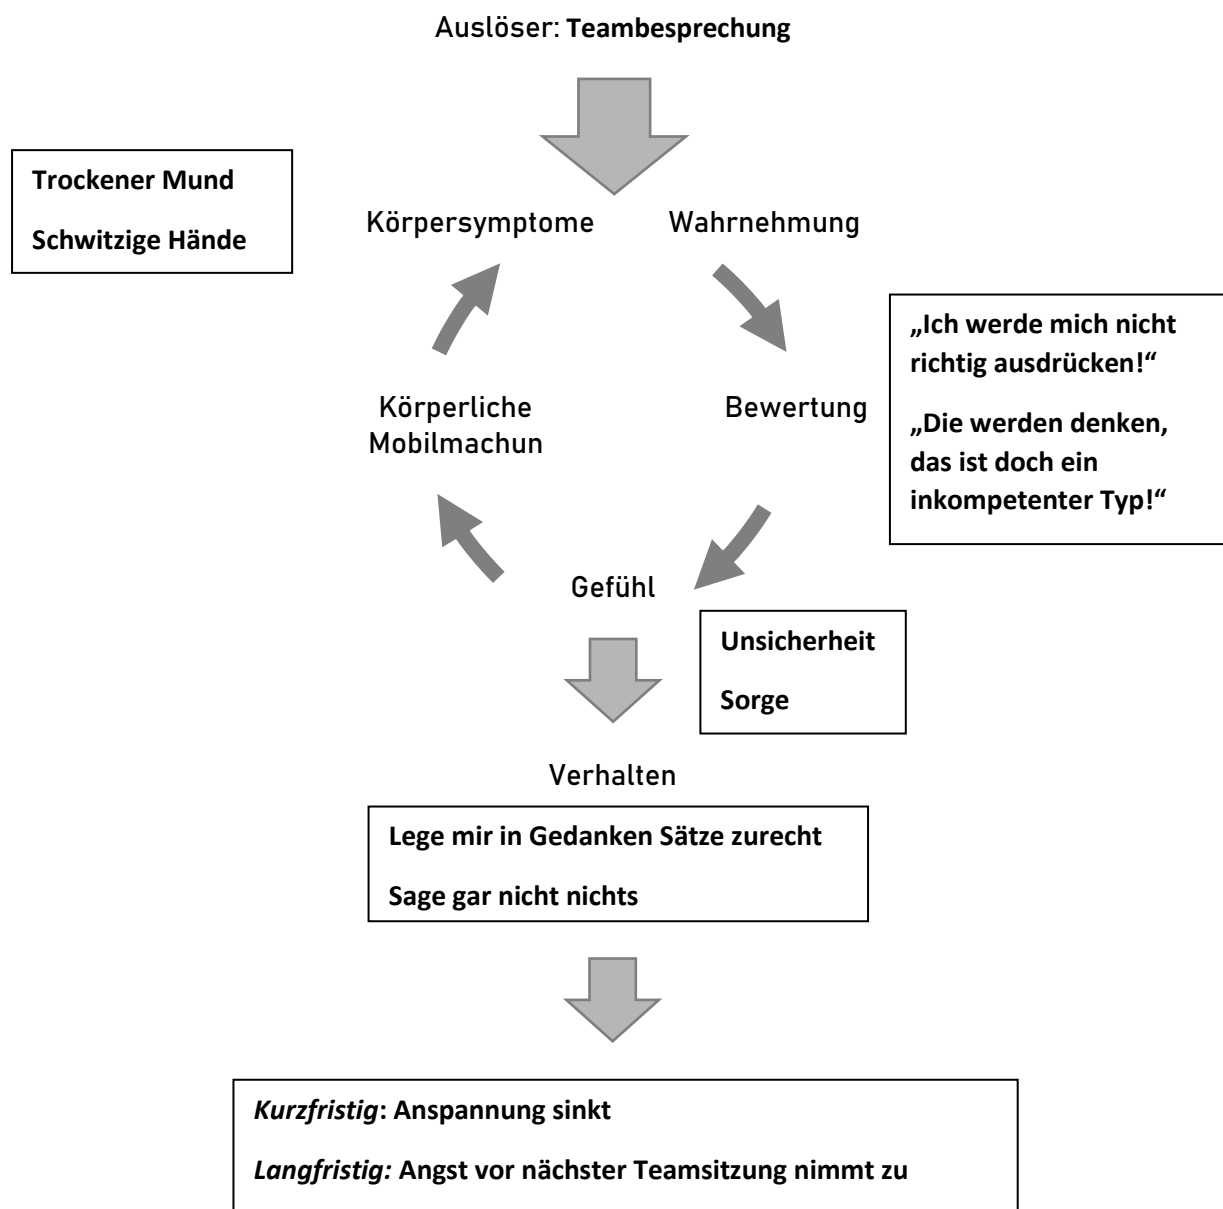 Auslöser: Teambesprechung
Trockener Mund
Schwitzige Hände
Körpersymptome
Wahrnehmung
„Ich werde mich nicht
richtig ausdrücken!“
„Die werden denken,
das ist doch ein
inkompetenter Typ!“
Körperliche
Mobilmachun
Bewertung
Gefühl
Unsicherheit
Sorge
Verhalten
Lege mir in Gedanken Sätze zurecht
Sage gar nicht nichts
Kurzfristig: Anspannung sinkt
Langfristig: Angst vor nächster Teamsitzung nimmt zu